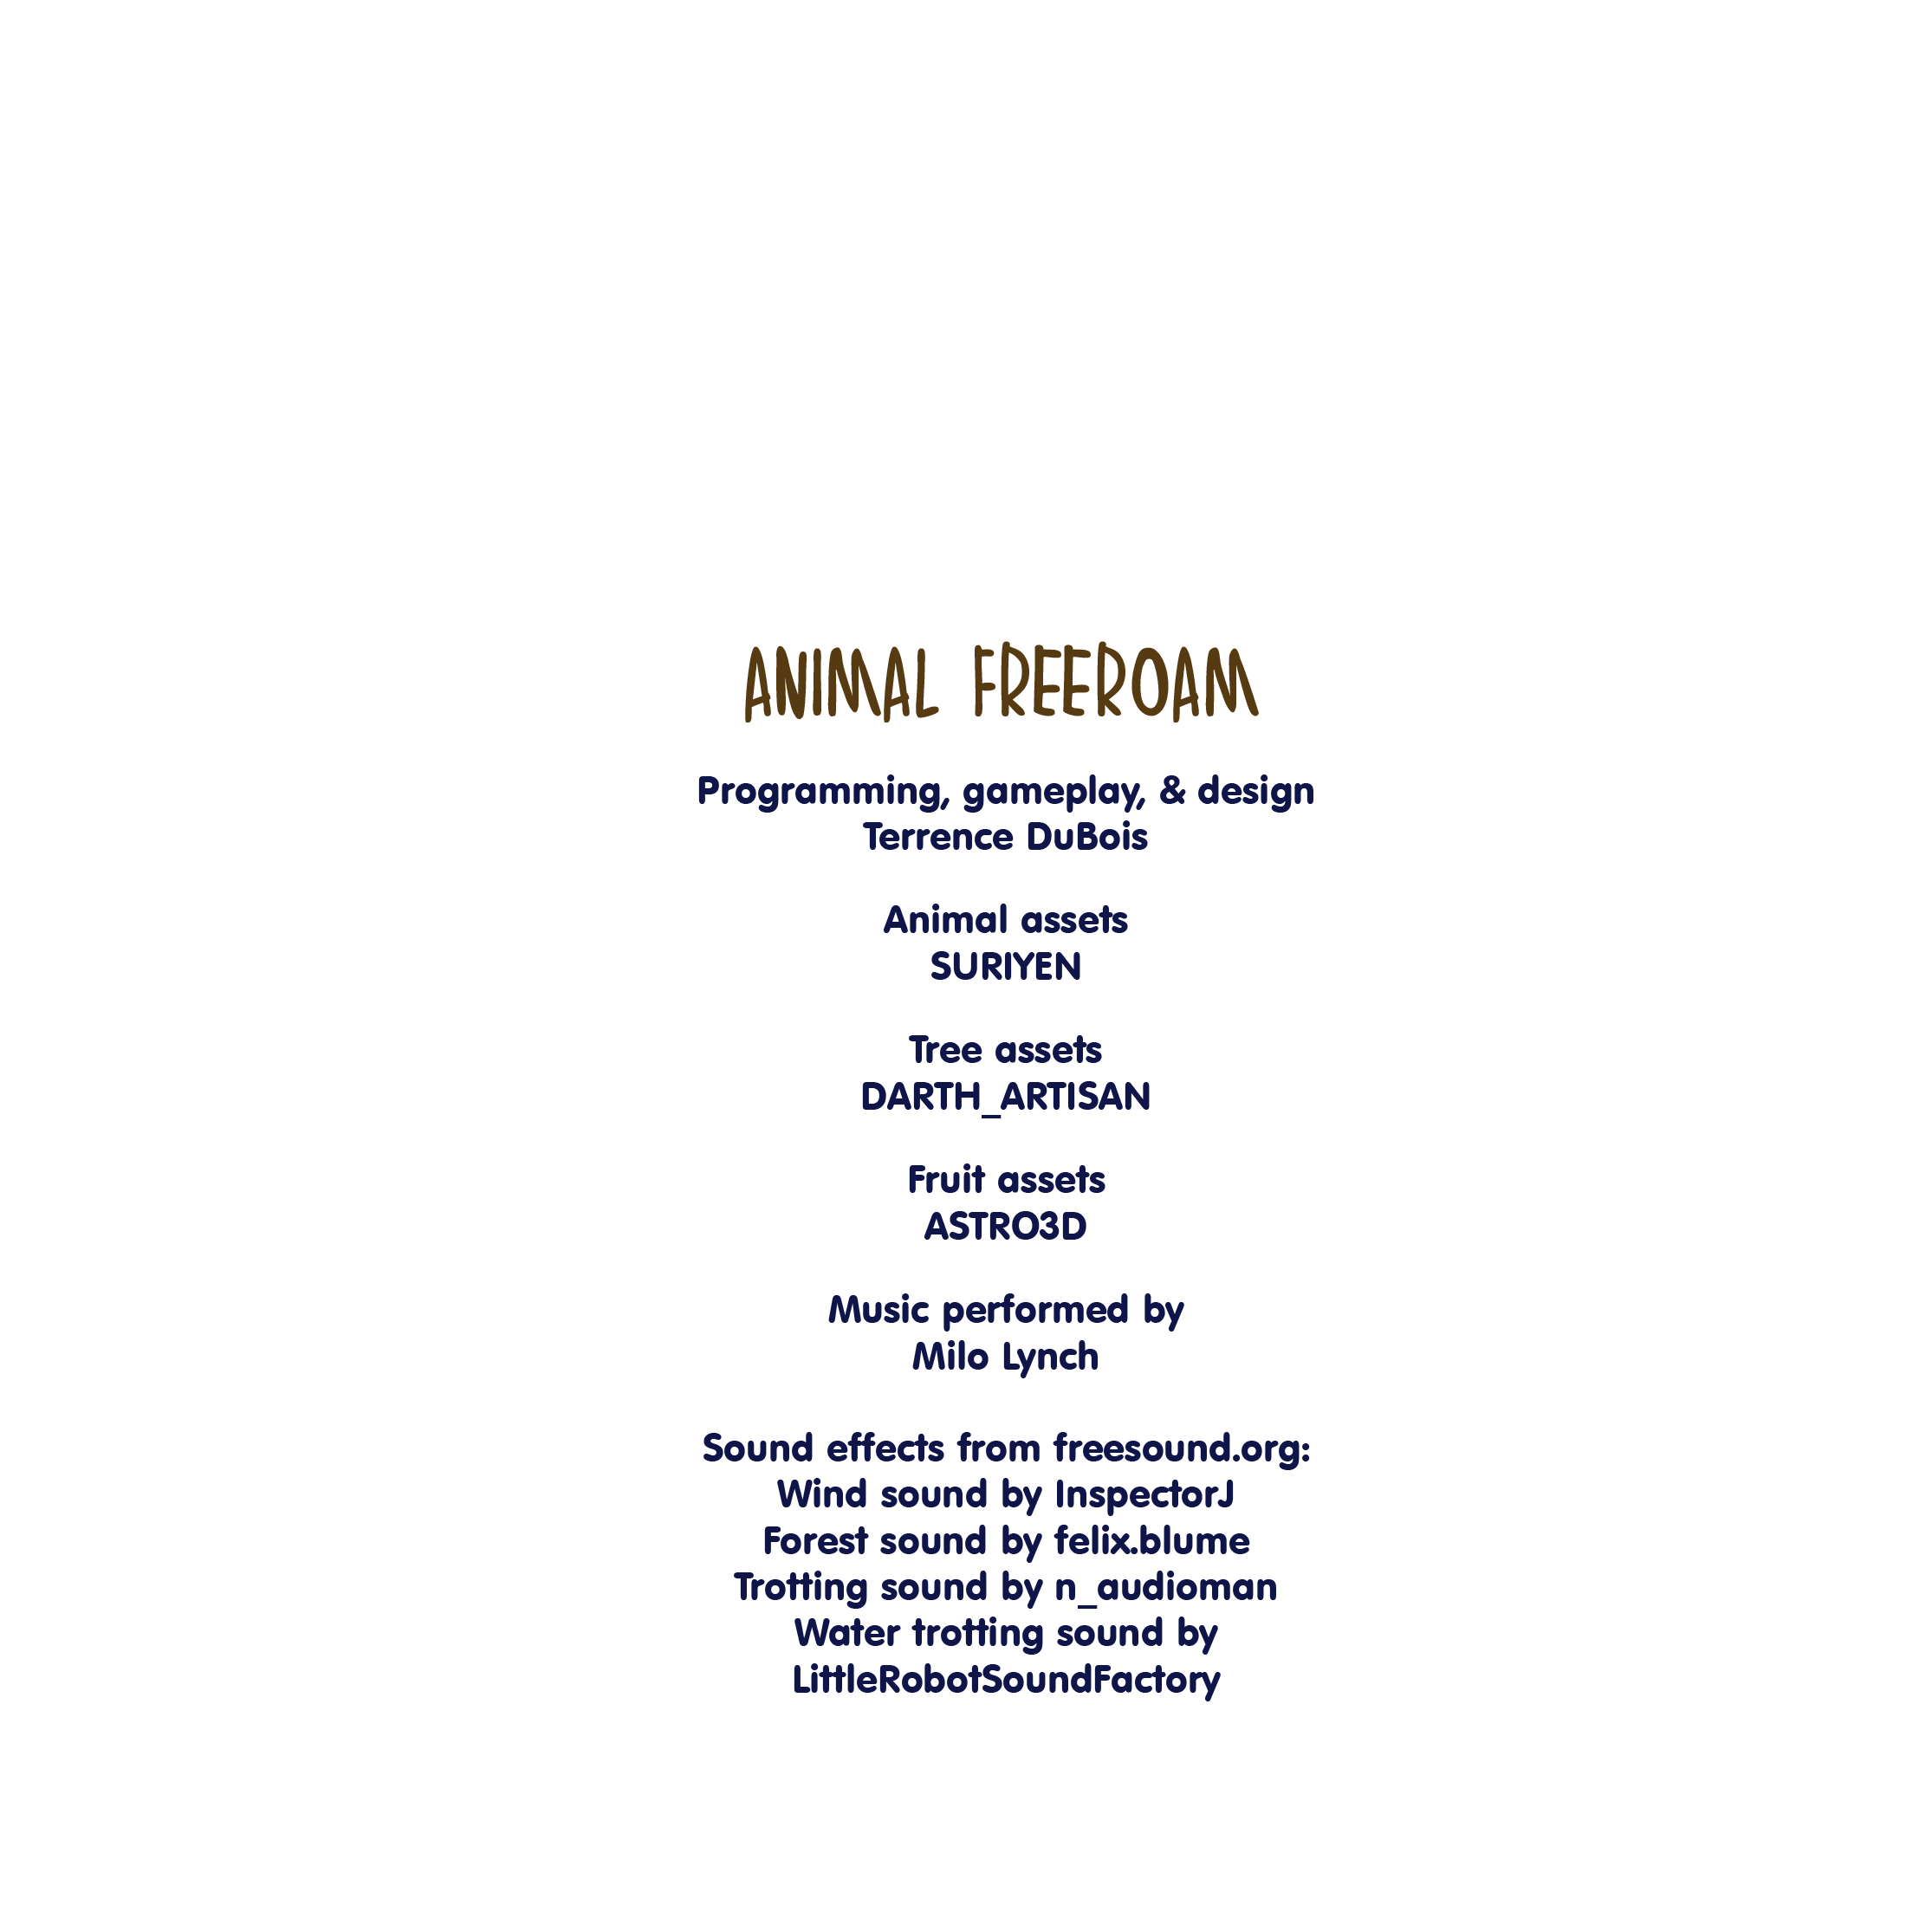 ANIMAL FREEROAM
Programming, gameplay, & design
Terrence DuBois
Animal assets
SURIYEN
Tree assets
DARTH_ARTISAN
Fruit assets
ASTRO3D
Music performed by
Milo Lynch
Sound effects from freesound.org:
Wind sound by InspectorJ
Forest sound by felix.blume
Trotting sound by n_audioman
Water trotting sound by
LittleRobotSoundFactory